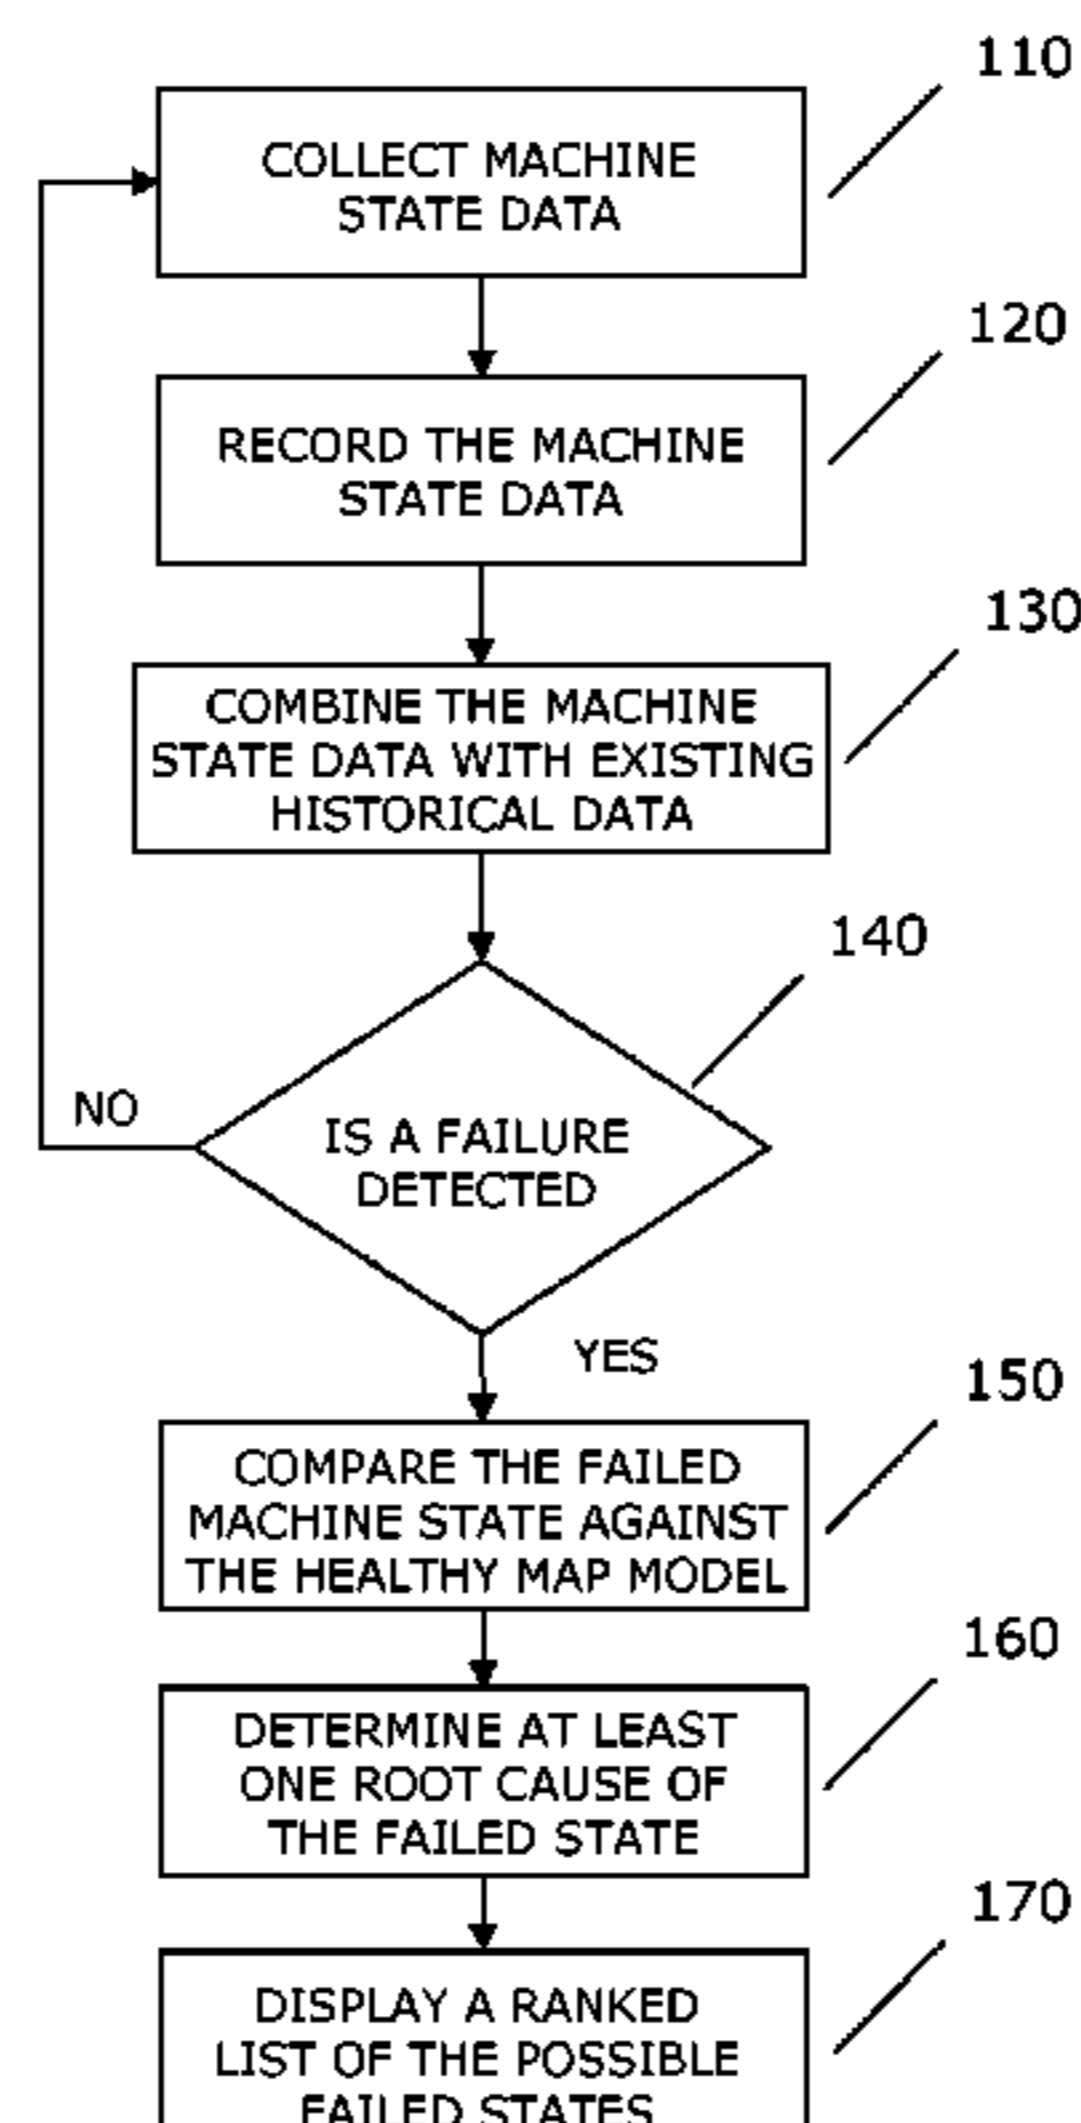 110
COLLECT MACHINE
STATE DATA
120
RECORD THE MACHINE
STATE DATA
130
COMBINE THE MACHINE
STATE DATA WITH EXISTING
HISTORICAL DATA
140
NO
IS A FAILURE
DETECTED
YES
150
COMPARE THE FAILED
MACHINE STATE AGAINST
THE HEALTHY MAP MODEL
160
DETERMINE AT LEAST
ONE ROOT CAUSE OF
THE FAILED STATE
170
DISPLAY A RANKED
LIST OF THE POSSIBLE
FAILED STATES